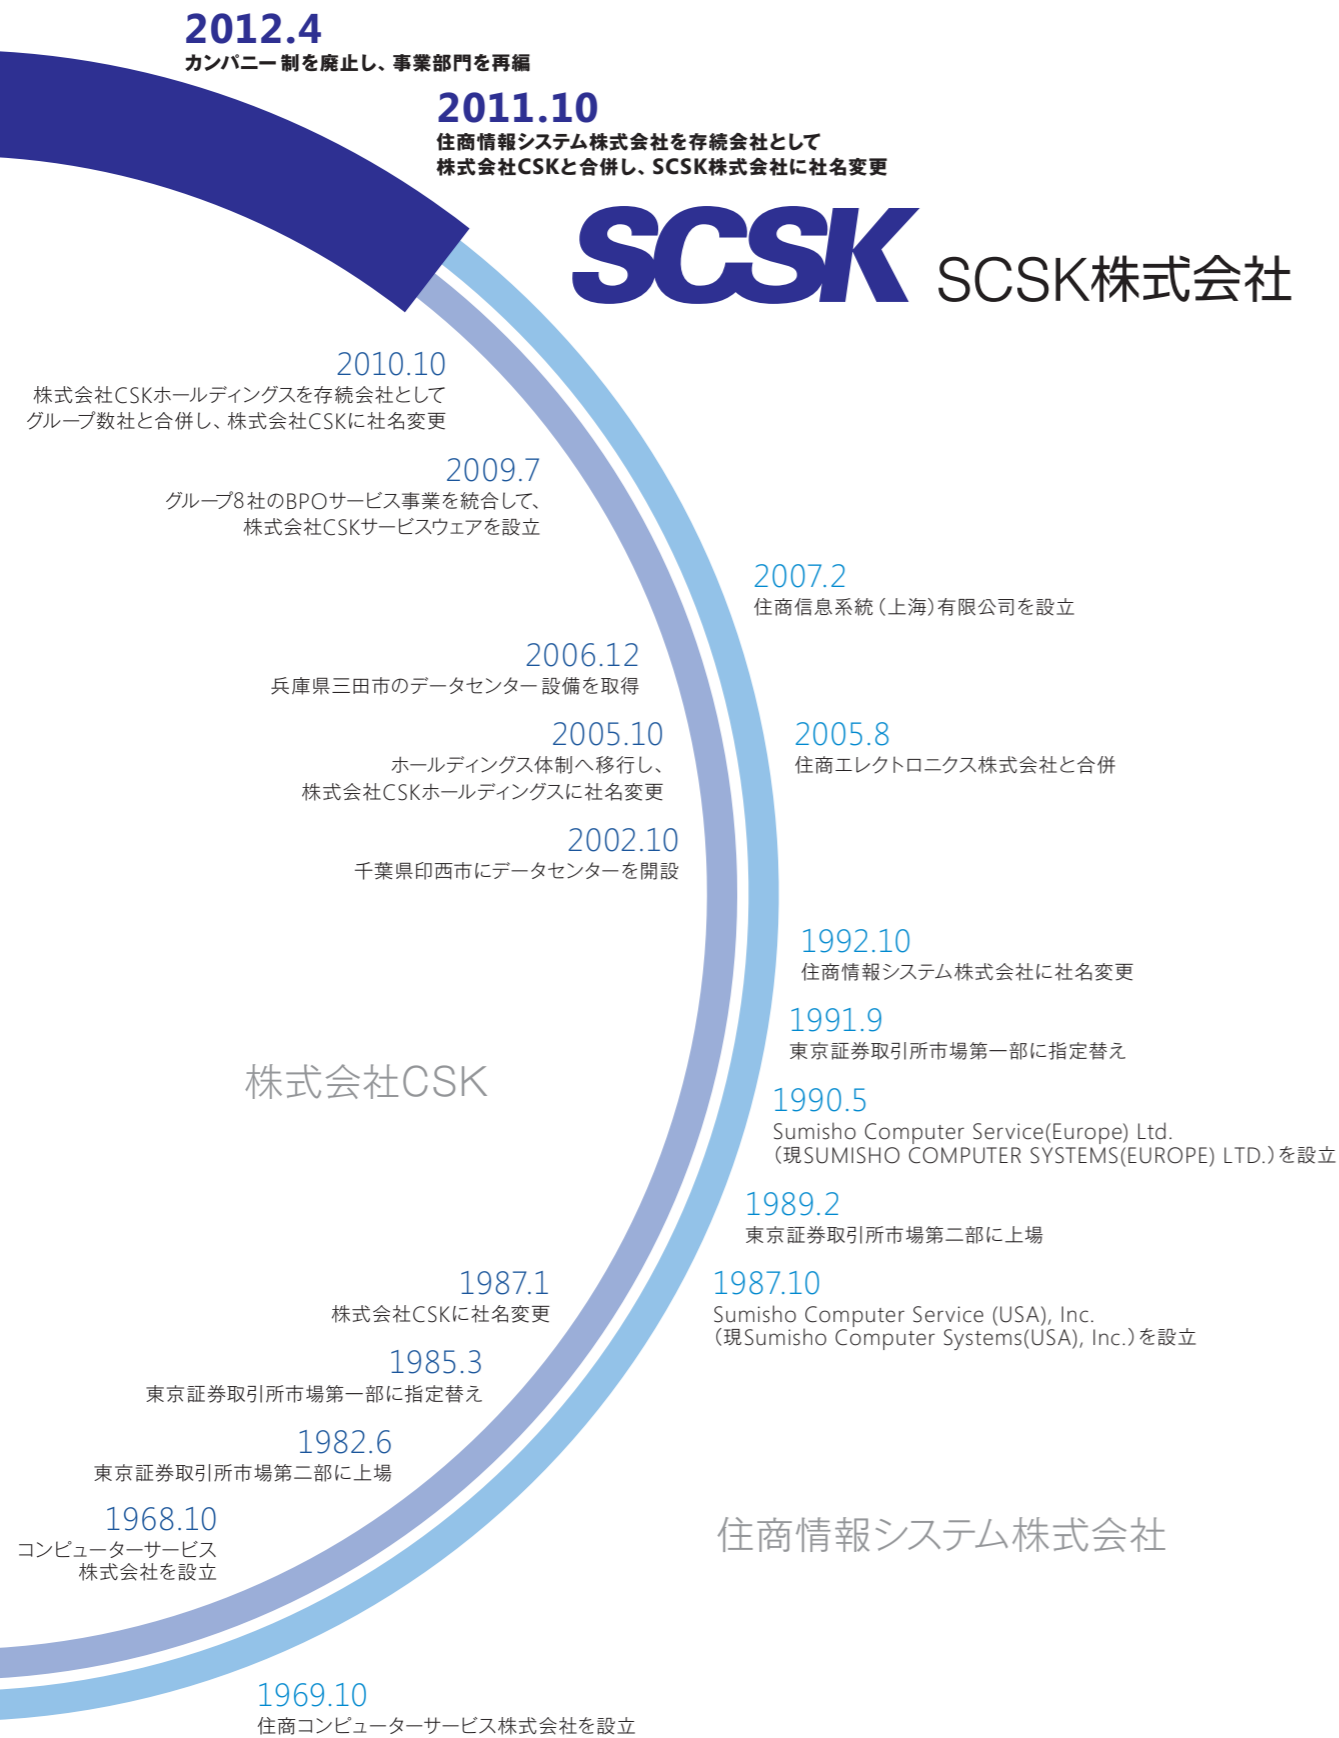 2012.4
カンパニー制を廃止し、事業部門を再編
2011.10
住商情報システム株式会社を存続会社として
株式会社CSKと合併し、SCSK株式会社に社名変更
SCSK SCSK株式会社
2010.10
株式会社CSKホールディングスを存続会社として
グループ数社と合併し、株式会社CSKに社名変更
2009.7
グループ8社のBPOサービス事業を統合して、
株式会社CSKサービスウェアを設立
2007.2
住商信息系統(上海)有限公司を設立
2006.12
兵庫県三田市のデータセンター設備を取得
2005.10
ホールディングス体制へ移行し、
株式会社CSKホールディングスに社名変更
2005.8
住商エレクトロニクス株式会社と合併
2002.10
千葉県印西市にデータセンターを開設
1992.10
住商情報システム株式会社に社名変更
1991.9
東京証券取引所市場第一部に指定替え
株式会社CSK
1990.5
Sumisho Computer Service(Europe) Ltd.
(現SUMISHO COMPUTER SYSTEMS(EUROPE) LTD.)を設立
1989.2
東京証券取引所市場第二部に上場
1987.1
株式会社CSKに社名変更
1987.10
Sumisho Computer Service (USA), Inc.
(現Sumisho Computer Systems(USA), Inc.)を設立
1985.3
東京証券取引所市場第一部に指定替え
1982.6
東京証券取引所市場第二部に上場
1968.10
コンピューターサービス
株式会社を設立
住商情報システム株式会社
1969.10
住商コンピューターサービス株式会社を設立